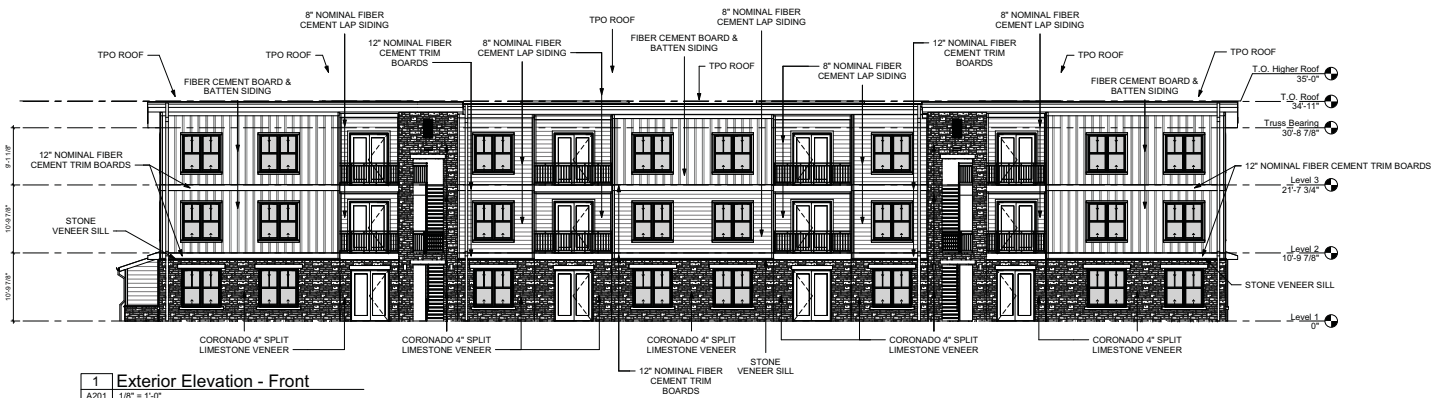 8" NOMINAL FIBER
CEMENT LAP SIDING
TPO ROOF
8" NOMINAL FIBER
CEMENT LAP SIDING
8" NOMINAL FIBER
CEMENT LAP SIDING
TPO ROOF
12" NOMINAL FIBER
CEMENT TRIM
BOARDS
8" NOMINAL FIBER
CEMENT LAP SIDING
FIBER CEMENT BOARD &
BATTEN SIDING
12" NOMINAL FIBER
CEMENT TRIM
BOARDS
TPO ROOF
TPO ROOF
TPO ROOF
TPO ROOF
8" NOMINAL FIBER
CEMENT LAP SIDING
T.O. Higher Roof
35'-0"
FIBER CEMENT BOARD &
BATTEN SIDING
FIBER CEMENT BOARD &
BATTEN SIDING
T.O. Roof
34'-11"
Truss Bearing
30'-8 7/8"
9'-1 1/8"
12" NOMINAL FIBER
CEMENT TRIM BOARDS
12" NOMINAL FIBER CEMENT TRIM BOARDS
Level 3
21'-7 3/4"
10'-9 7/8"
STONE
VENEER SILL
Level 2
10'-9 7/8"
10'-9 7/8"
STONE VENEER SILL
Level 1
0"
CORONADO 4" SPLIT
LIMESTONE VENEER
CORONADO 4" SPLIT
LIMESTONE VENEER
CORONADO 4" SPLIT
LIMESTONE VENEER
CORONADO 4" SPLIT
LIMESTONE VENEER
CORONADO 4" SPLIT
LIMESTONE VENEER
STONE
VENEER SILL
12" NOMINAL FIBER
CEMENT TRIM
BOARDS
1 Exterior Elevation - Front
A201 1/8" = 1'-0"